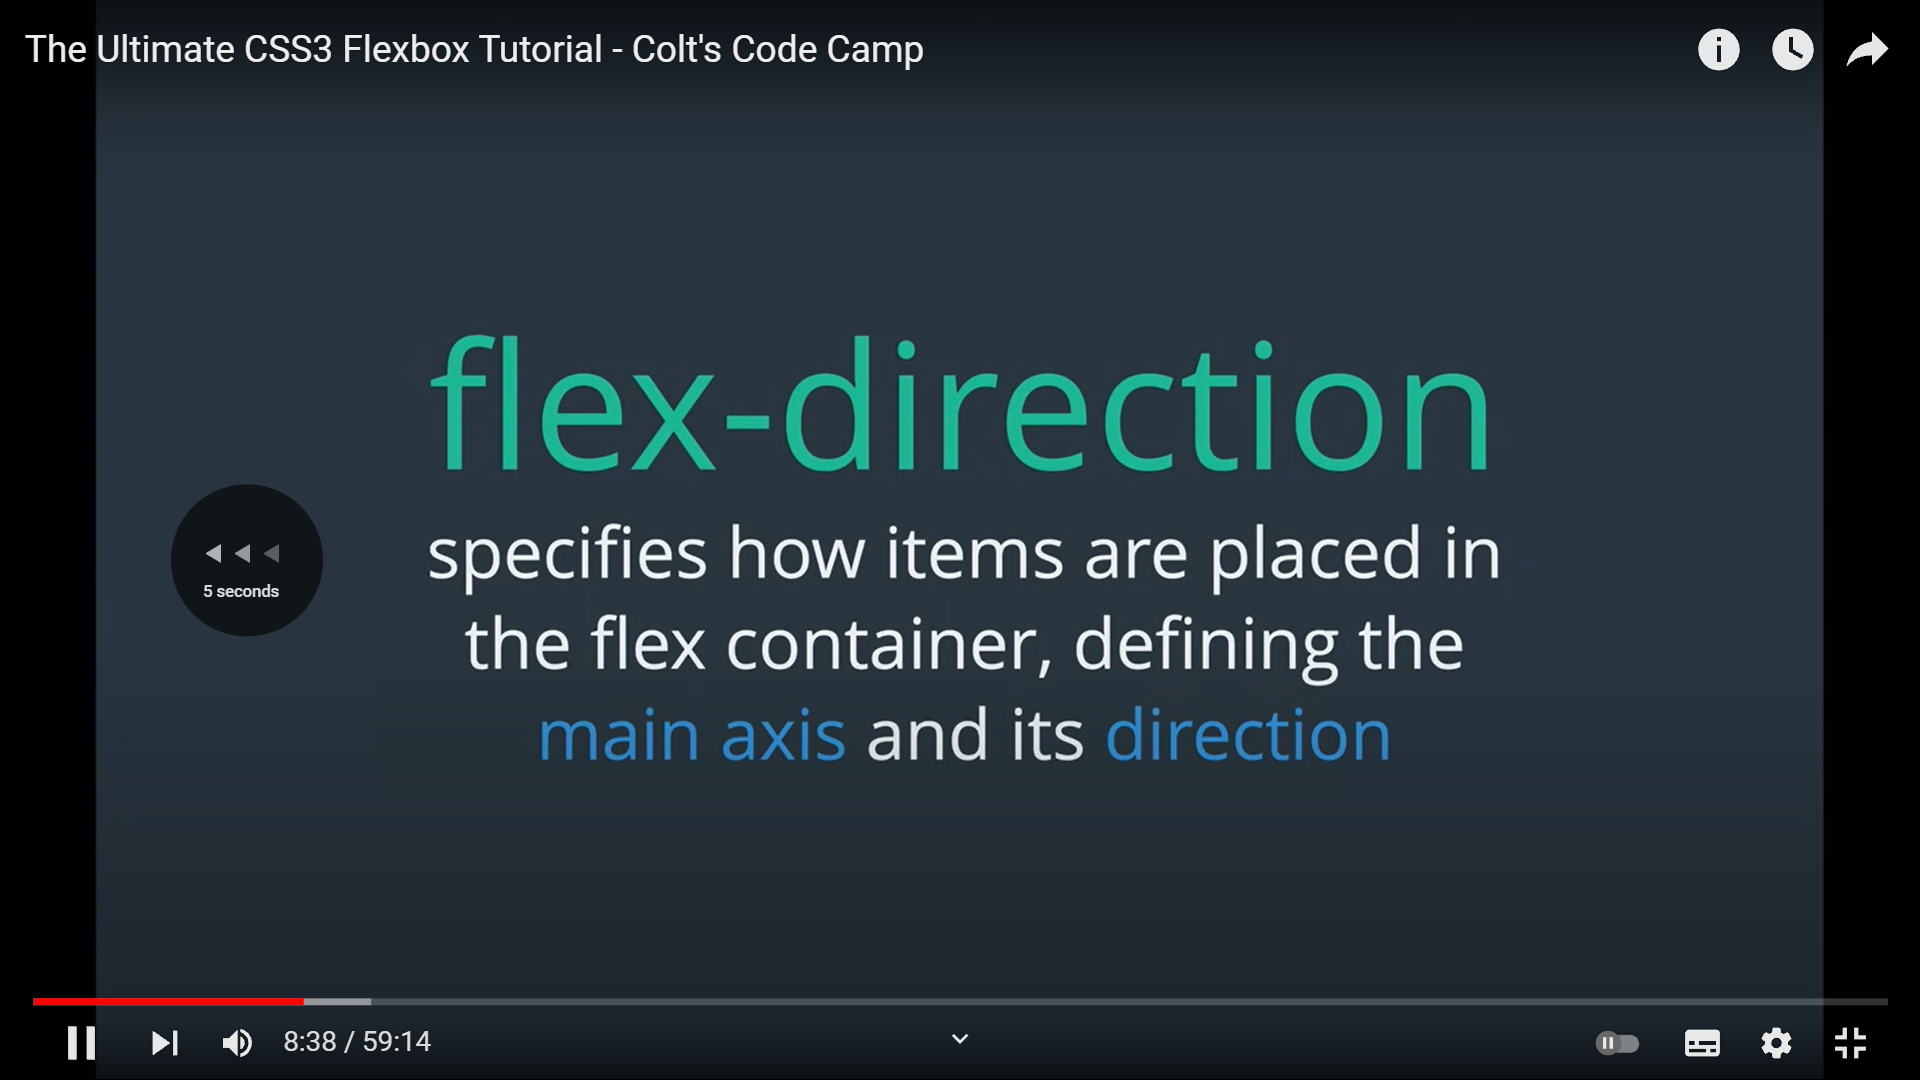 The Ultimate CSS3 Flexbox Tutorial - Colt's Code Camp
flex-direction
specifies how items are placed in
the flex container, defining the
main axis and its direction
5 seconds
8:38 / 59:14